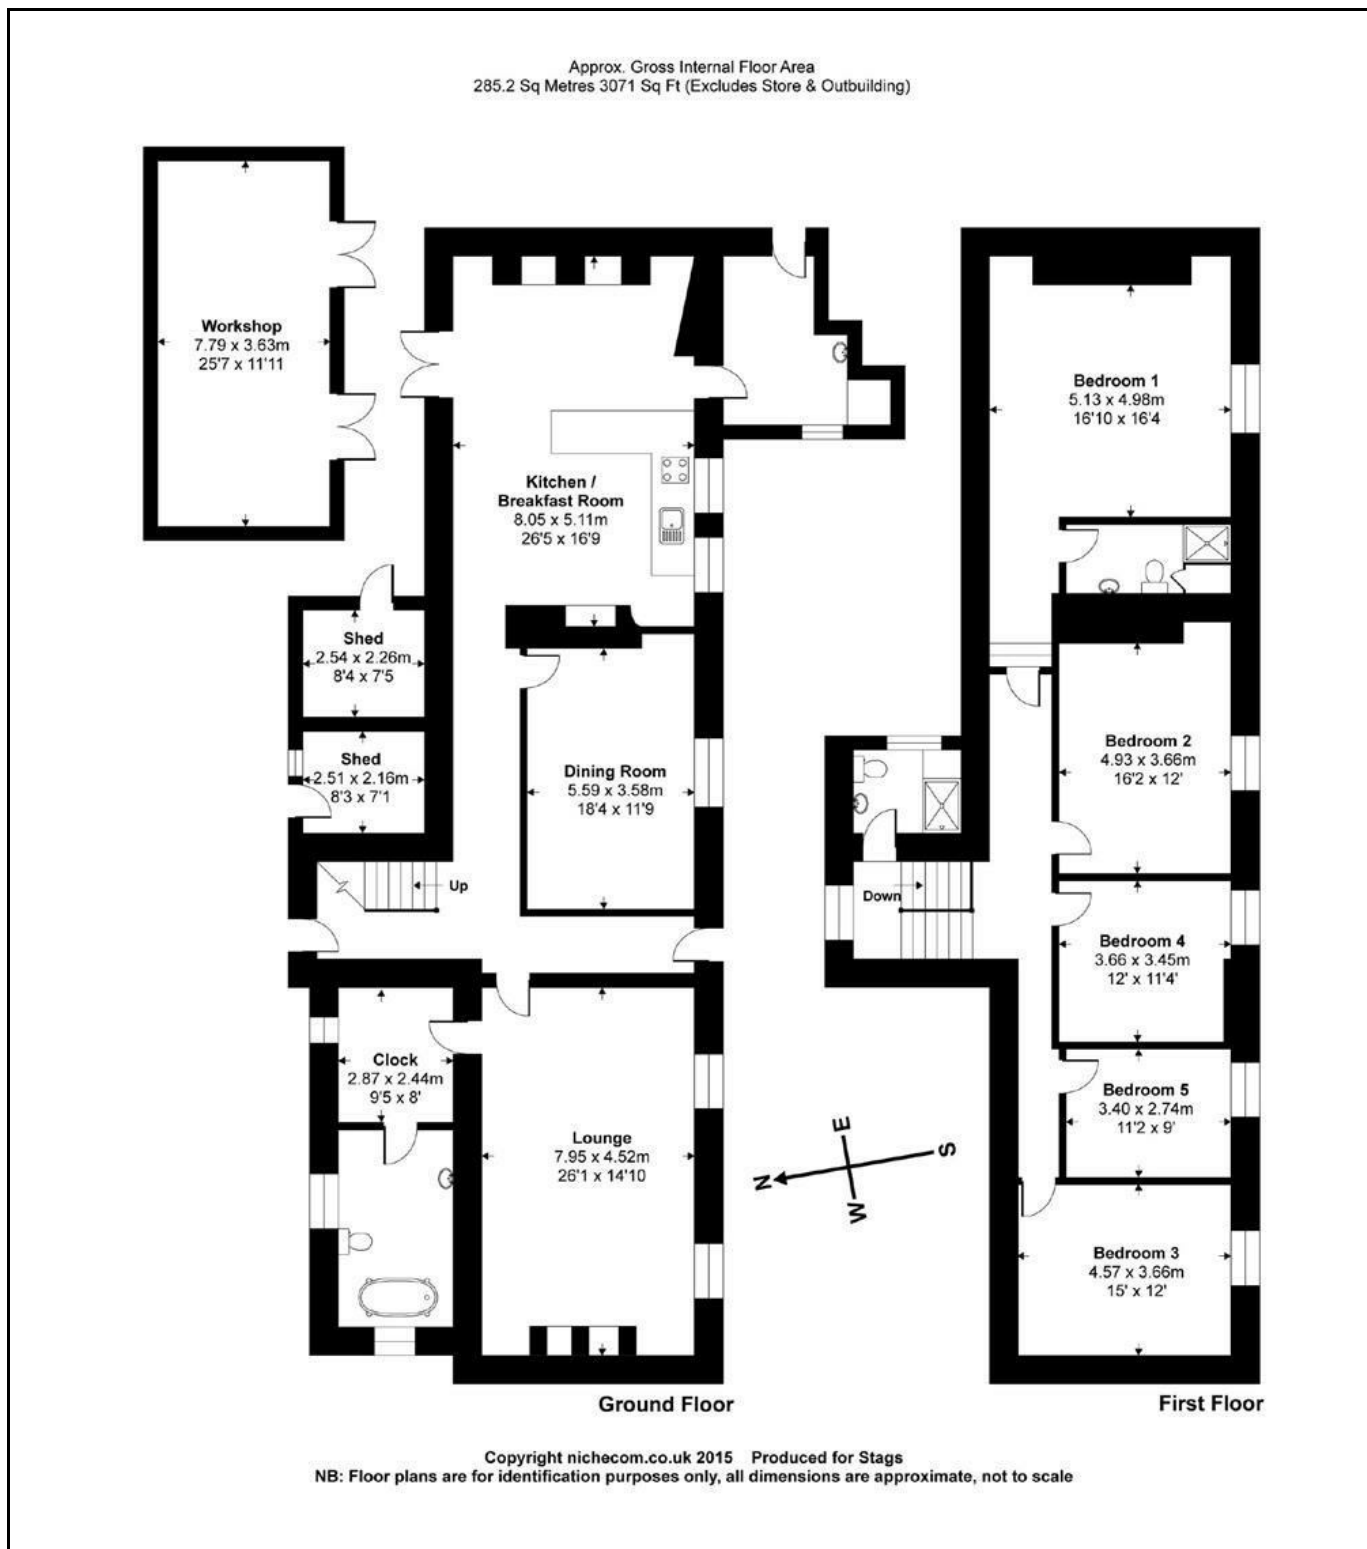 Approx. Gross Internal Floor Area
285.2 Sq Metres 3071 Sq Ft (Excludes Store & Outbuilding)
Workshop
7.79 x 3.63m
25'7 x 11'11
Kitchen /
Breakfast Room
8.05 x 5.11m
26'5 x 16'9
Shed
2.54 x 2.26m
8'4 x 7'5
Shed
2.51 x 2.16m
8'3 x 7'1
Dining Room
5.59 x 3.58m
18'4 x 11'9
Up
Clock
2.87 x 2.44m
9'5 x 8'
Lounge
7.95 x 4.52m
26'1 x 14'10
Ground Floor
N
E
S
W
Bedroom 1
5.13 x 4.98m
16'10 x 16'4
Bedroom 2
4.93 x 3.66m
16'2 x 12'
Down
Bedroom 4
3.66 x 3.45m
12' x 11'4'
Bedroom 5
3.40 x 2.74m
11'2 x 9'
Bedroom 3
4.57 x 3.66m
15' x 12'
First Floor
Copyright nichecom.co.uk 2015 Produced for Stags
NB: Floor plans are for identification purposes only, all dimensions are approximate, not to scale